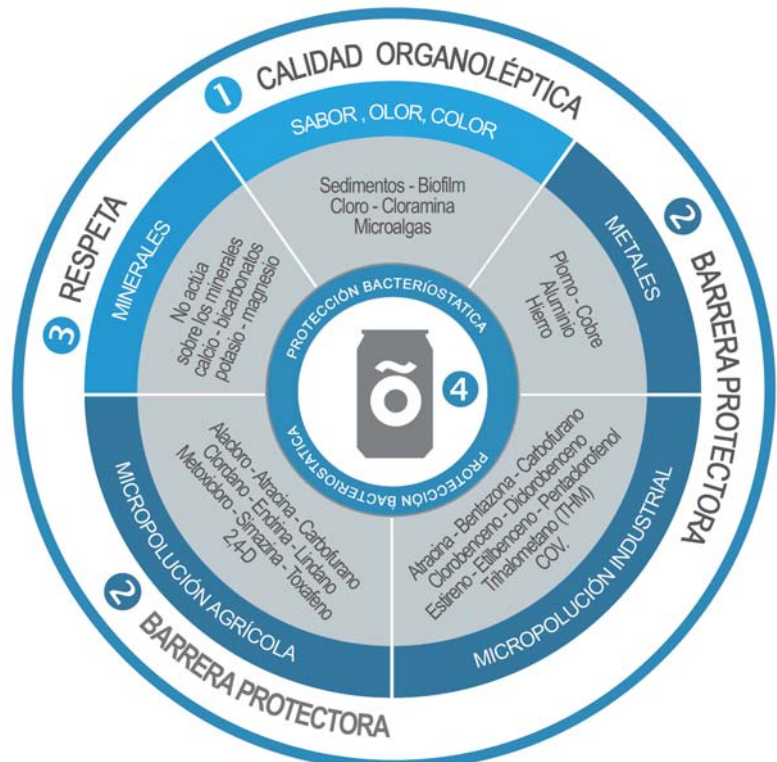 1 CALIDAD ORGANOLÉPTICA
SABOR , OLOR, COLOR
Sedimentos - Biofilm
Cloro - Cloramina
Microalgas
2 BARRERA PROTECTORA
METALES
Plomo - Cobre
Aluminio
Hierro
MICROPOLUCIÓN INDUSTRIAL
Atracina - Bentazona - Carbofurano
Clorobenceno - Diclorobenceno
Estireno - Etilbenceno - Pentaclorofenol
Trihalometano (THM)
COV.
2 BARRERA PROTECTORA
MICROPOLUCIÓN AGRÍCOLA
Alacloro - Atracina - Carbofurano
Clordano - Endrina - Lindano
Metoxicloro - Simazina - Toxafeno
2,4-D
3 RESPETA
MINERALES
No actúa
sobre los minerales
calcio - bicarbonatos
potasio - magnesio
PROTECCIÓN BACTERIOSTATICA
õ
4
PROTECCIÓN BACTERIOSTATICA